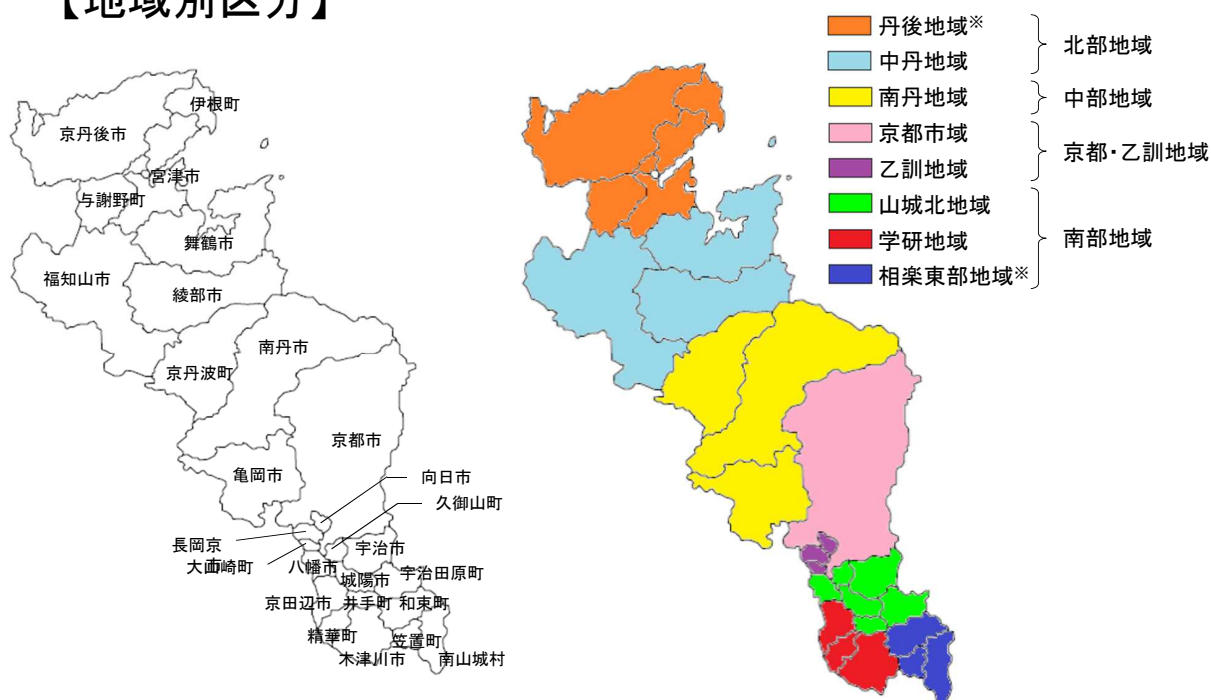 【地域別区分】
伊根町
京丹後市
宮津市
与謝野町
舞鶴市
福知山市
綾部市
南丹市
京丹波町
京都市
亀岡市
向日市
久御山町
長岡京
市
大山崎町
宇治市
八幡市
城陽市
宇治田原町
京田辺市
井手町
和束町
精華町
笠置町
木津川市
南山城村
丹後地域※
中丹地域
北部地域
南丹地域
中部地域
京都市域
乙訓地域
京都・乙訓地域
山城北地域
学研地域
相楽東部地域※
南部地域